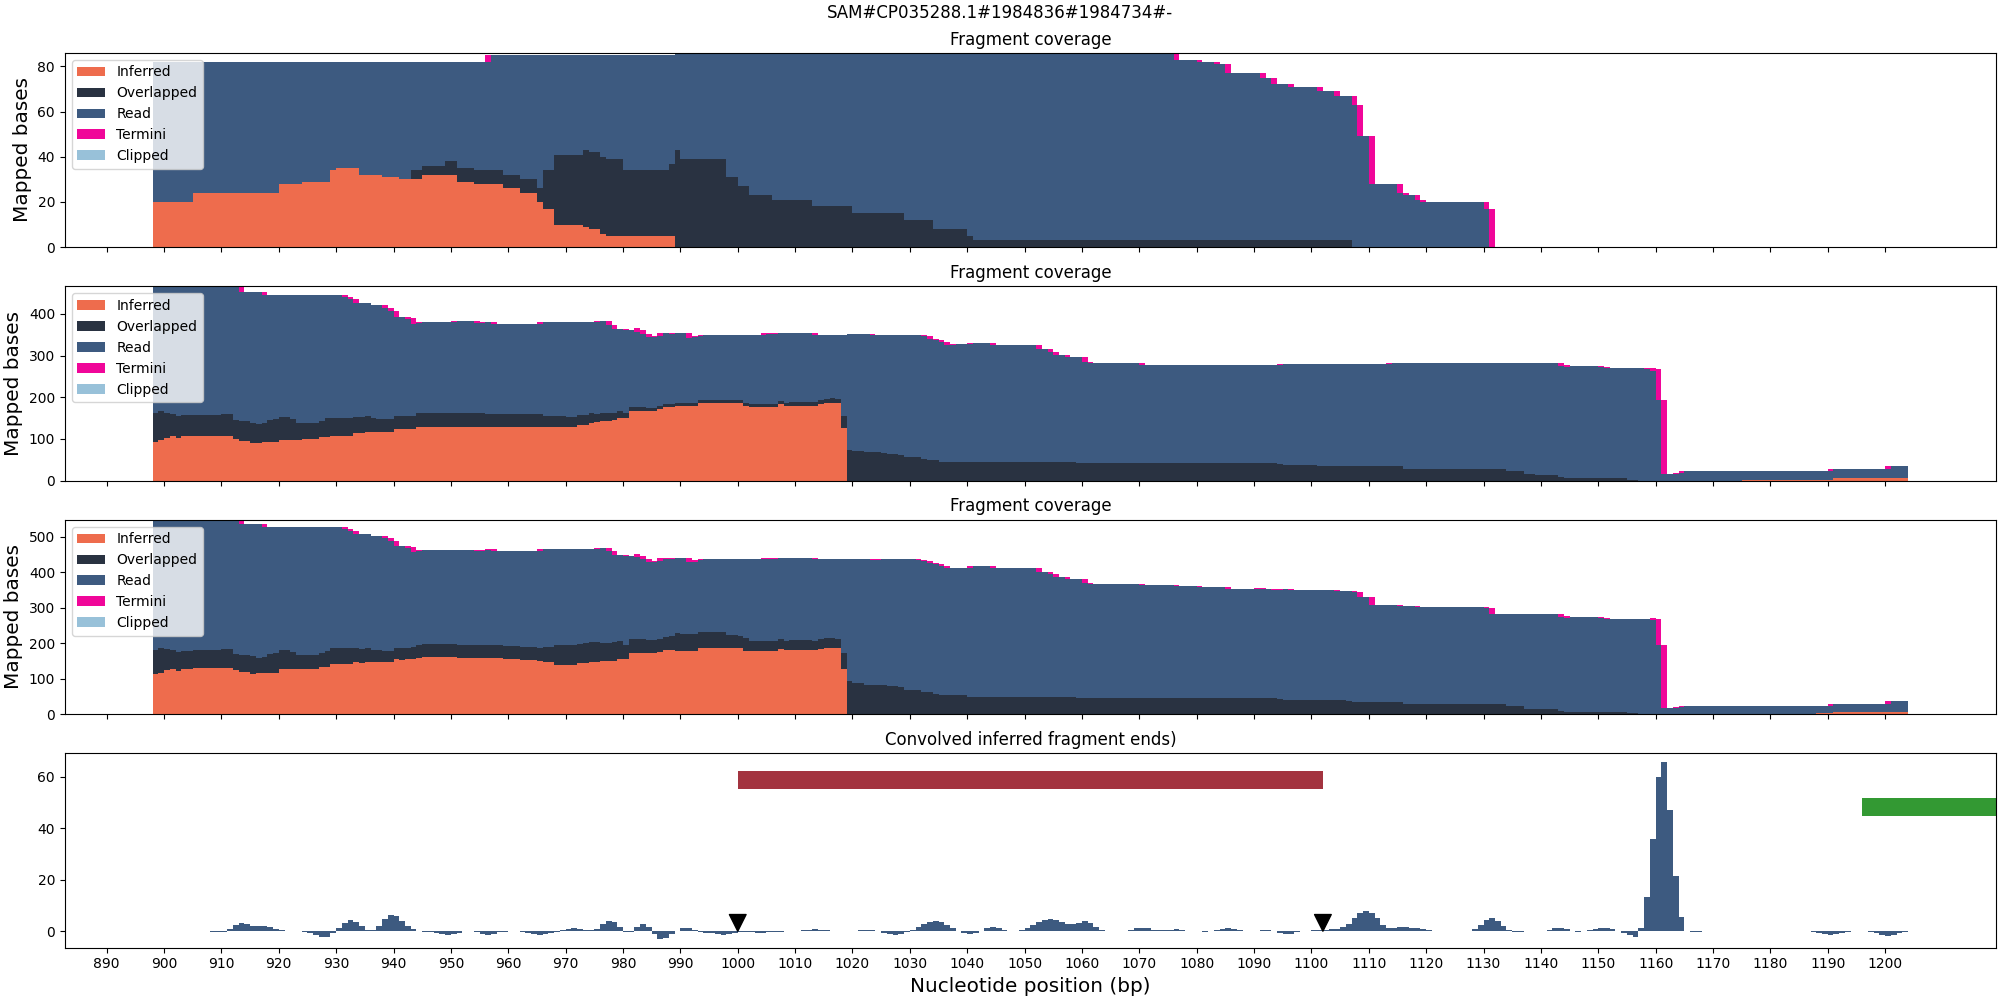 SAM#CP035288.1#1984836#1984734#-
Fragment coverage
Mapped bases
80
60
40
20
0
Inferred
Overlapped
Read
Termini
Clipped
Fragment coverage
Mapped bases
400
300
200
100
0
Inferred
Overlapped
Read
Termini
Clipped
Fragment coverage
Mapped bases
500
400
300
200
100
0
Inferred
Overlapped
Read
Termini
Clipped
Convolved inferred fragment ends)
60
40
20
0
890 900 910 920 930 940 950 960 970 980 990 1000 1010 1020 1030 1040 1050 1060 1070 1080 1090 1100 1110 1120 1130 1140 1150 1160 1170 1180 1190 1200
Nucleotide position (bp)